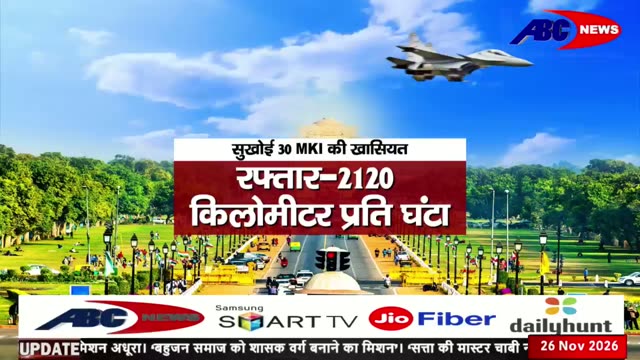 ABC NEWS
सुखोई 30 MKI की खासियत
रफ्तार-2120
किलोमीटर प्रति घंटा
ABC NEWS
Samsung
SMART TV
Jio Fiber
dailyhunt
UPDATE
मिशन अधूरा। 'बहुजन समाज को शासक वर्ग बनाने का मिशन'। 'सत्ता की मास्टर चाबी
26 Nov 2026